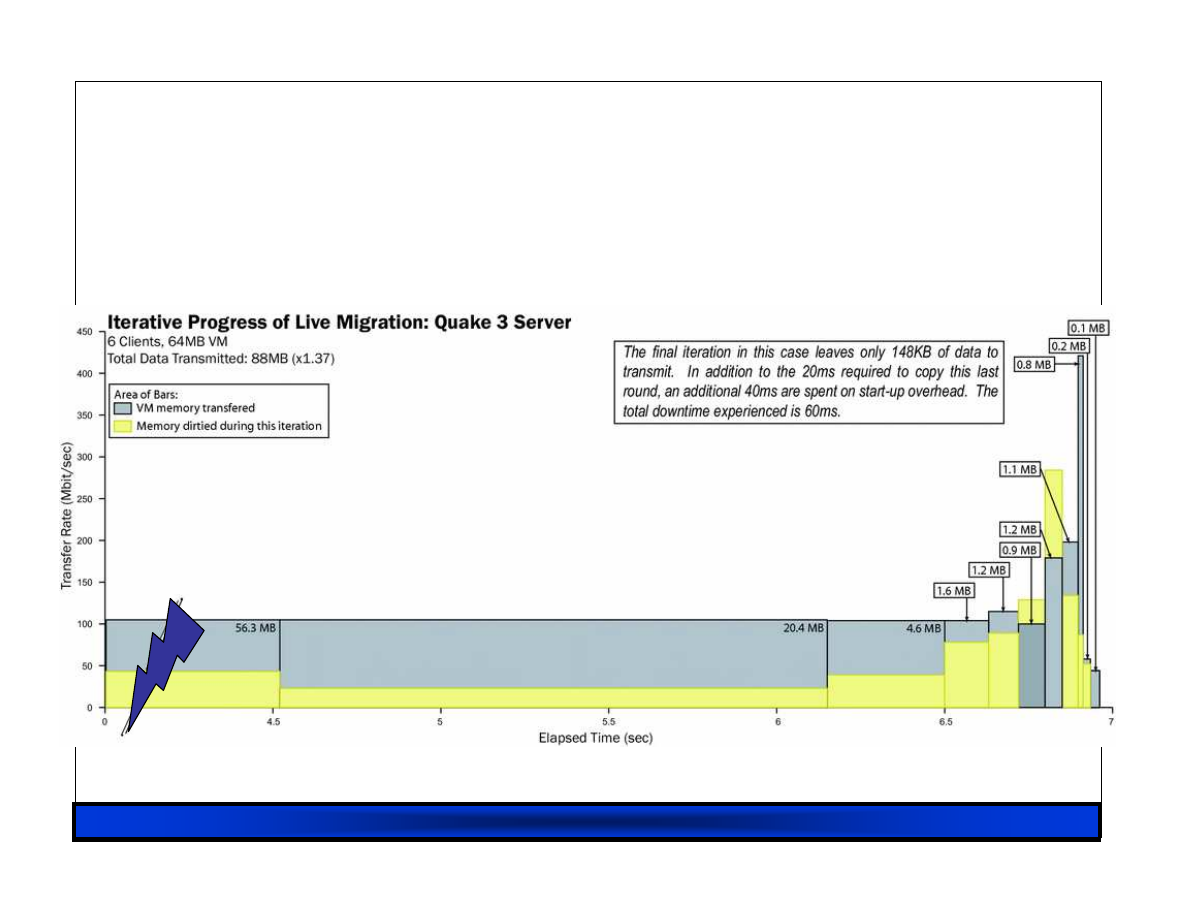 Iterative Progress of Live Migration: Quake 3 Server
6 Clients, 64MB VM
Total Data Transmitted: 88MB (x1.37)
Area of Bars:
VM memory transfered
Memory dirtied during this iteration
The final iteration in this case leaves only 148KB of data to
transmit. In addition to the 20ms required to copy this last
round, an additional 40ms are spent on start-up overhead. The
total downtime experienced is 60ms.
0.1 MB
0.2 MB
0.8 MB
1.1 MB
1.2 MB
0.9 MB
1.2 MB
1.6 MB
56.3 MB
20.4 MB
4.6 MB
450
400
350
300
250
200
150
100
50
0
Transfer Rate (Mbit/sec)
0
4.5
5
5.5
6
6.5
7
Elapsed Time (sec)